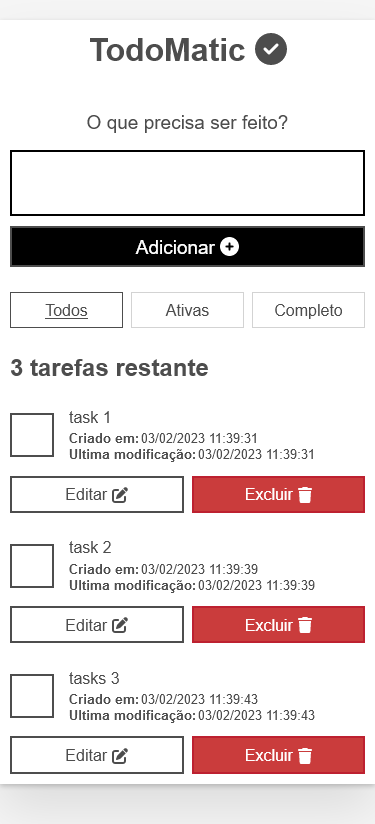 TodoMatic
O que precisa ser feito?
Adicionar
Todos Ativas Completo
3 tarefas restante
task 1
Criado em: 03/02/2023 11:39:31
Ultima modificação: 03/02/2023 11:39:31
Editar Excluir
task 2
Criado em: 03/02/2023 11:39:39
Ultima modificação: 03/02/2023 11:39:39
Editar Excluir
tasks 3
Criado em: 03/02/2023 11:39:43
Ultima modificação: 03/02/2023 11:39:43
Editar Excluir